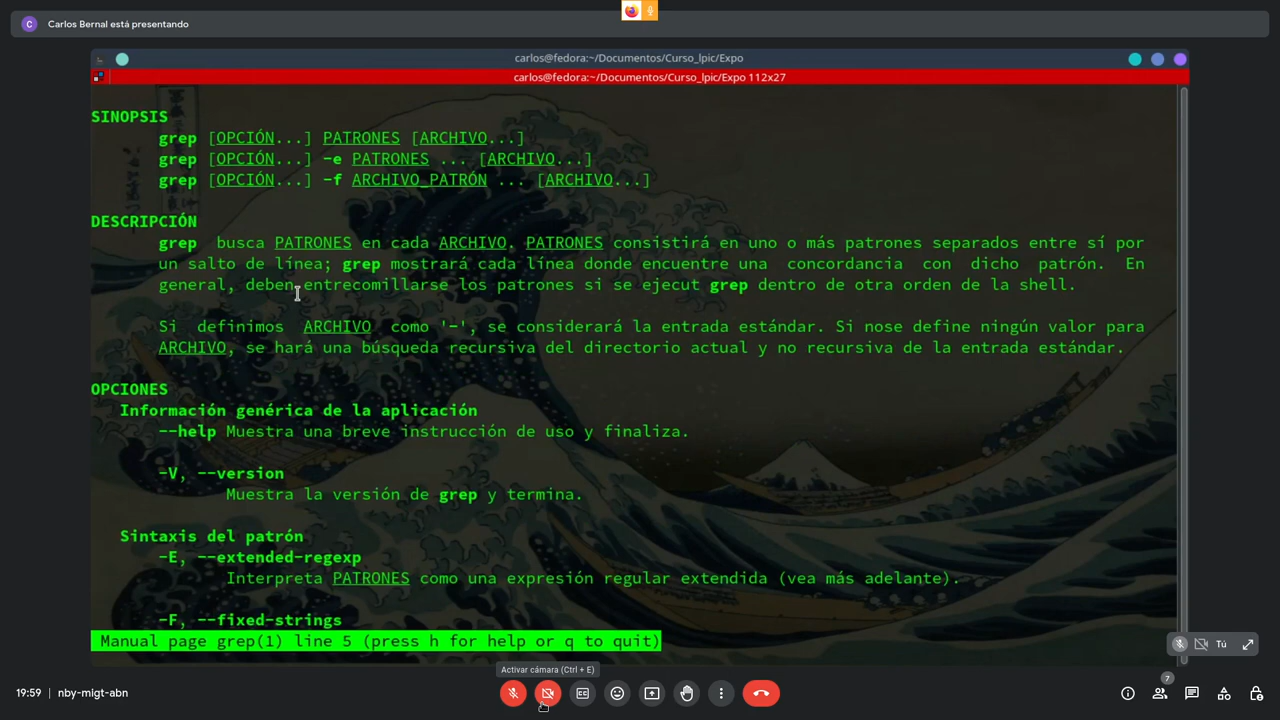 C Carlos Bernal está presentando
carlos@fedora:~/Documentos/Curso_lpic/Expo
carlos@fedora:~/Documentos/Curso_lpic/Expo 112x27
SINOPSIS
grep [OPCIÓN...] PATRONES [ARCHIVO...]
grep [OPCIÓN...] -e PATRONES ... [ARCHIVO...]
grep [OPCIÓN...] -f ARCHIVO_PATRÓN ... [ARCHIVO...]
DESCRIPCIÓN
grep busca PATRONES en cada ARCHIVO. PATRONES consistirá en uno o más patrones separados entre sí por
un salto de línea; grep mostrará cada línea donde encuentre una concordancia con dicho patrón. En
general, deben entrecomillarse los patrones si se ejecut grep dentro de otra orden de la shell.
Si definimos ARCHIVO como '-', se considerará la entrada estándar. Si nose define ningún valor para
ARCHIVO, se hará una búsqueda recursiva del directorio actual y no recursiva de la entrada estándar.
OPCIONES
Información genérica de la aplicación
--help Muestra una breve instrucción de uso y finaliza.
-V, --version
Muestra la versión de grep y termina.
Sintaxis del patrón
-E, --extended-regexp
Interpreta PATRONES como una expresión regular extendida (vea más adelante).
-F, --fixed-strings
Manual page grep(1) line 5 (press h for help or q to quit)
Tú
Activar cámara (Ctrl + E)
7
19:59 nby-migt-abn